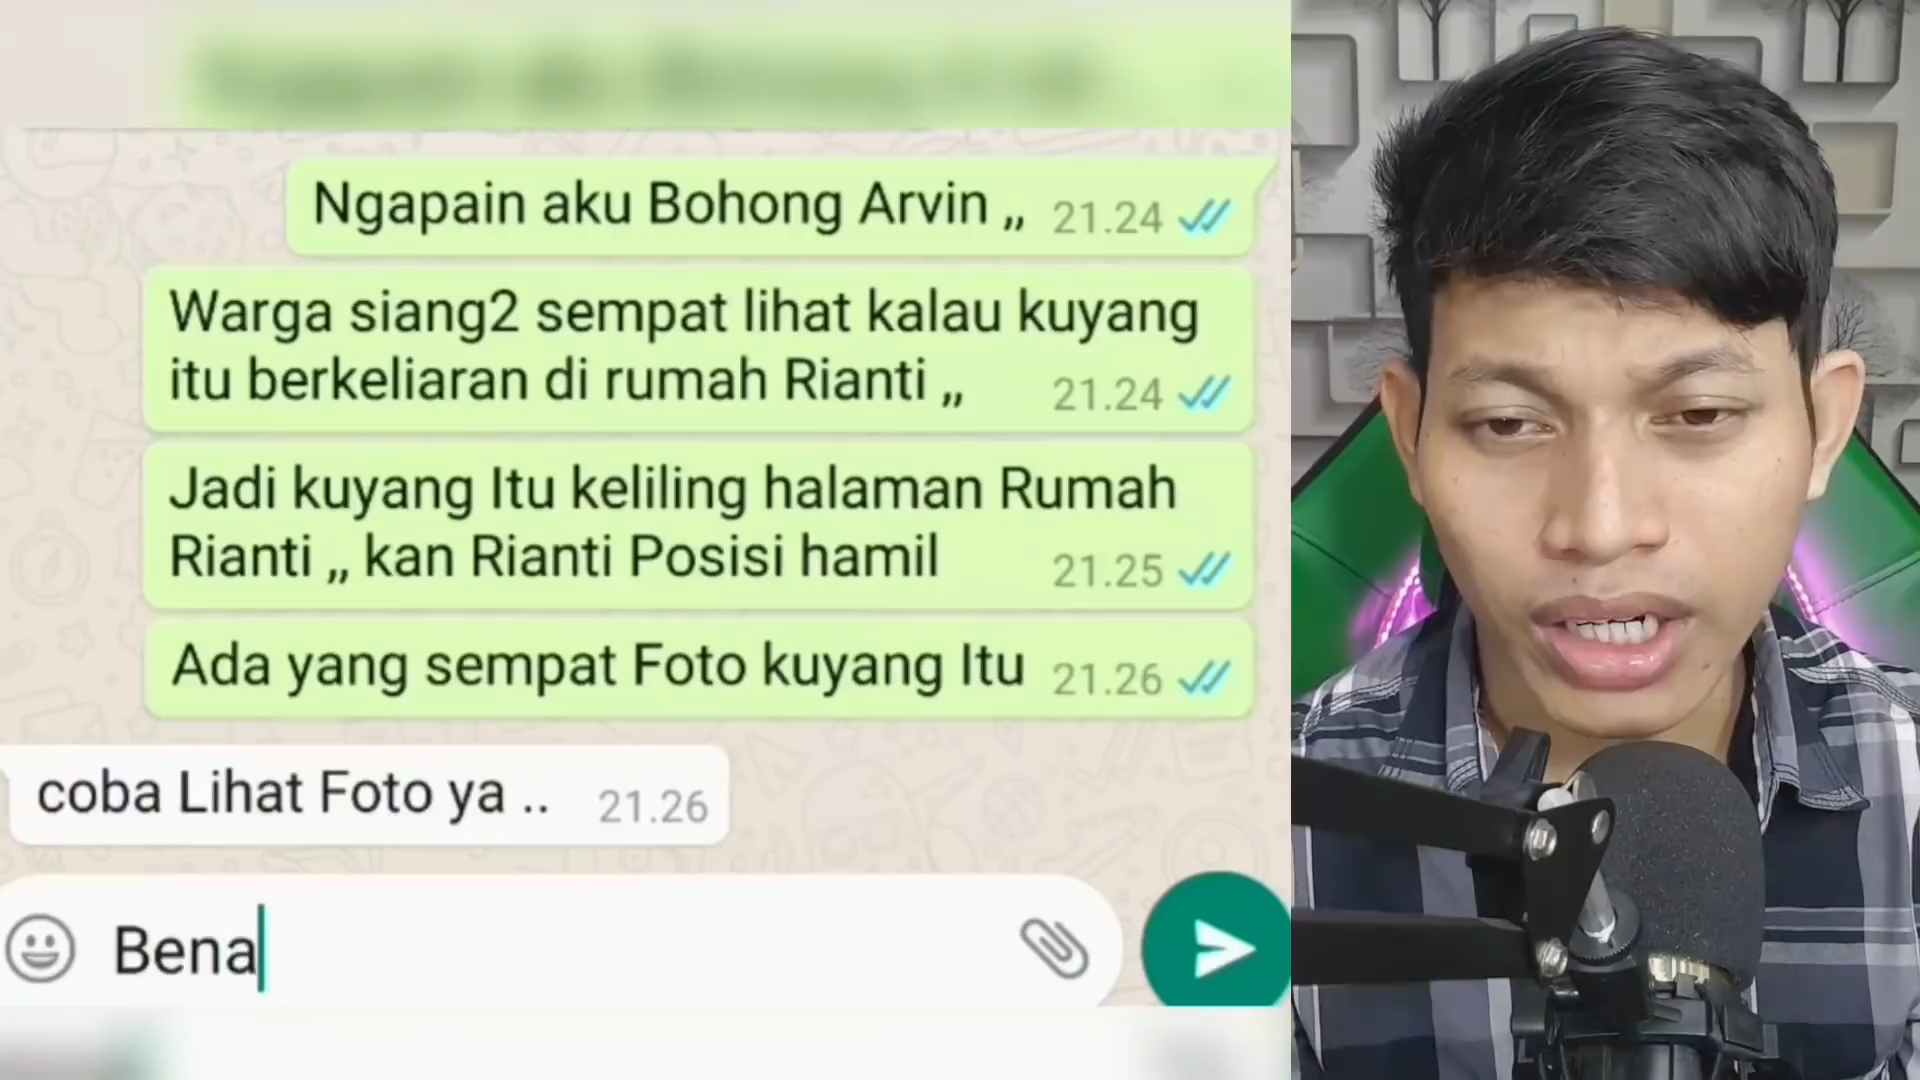 Ngapain aku Bohong Arvin ,, 21.24
Warga siang2 sempat lihat kalau kuyang
itu berkeliaran di rumah Rianti ,, 21.24
Jadi kuyang Itu keliling halaman Rumah
Rianti ,, kan Rianti Posisi hamil 21.25
Ada yang sempat Foto kuyang Itu 21.26
coba Lihat Foto ya .. 21.26
Bena